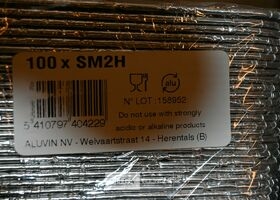 100 x SM2H
alu
N° LOT : 158952
Do not use with strongly
acidic or alkaline products
5 410797 404229
ALUVIN NV - Welvaartstraat 14 - Herentals (B)